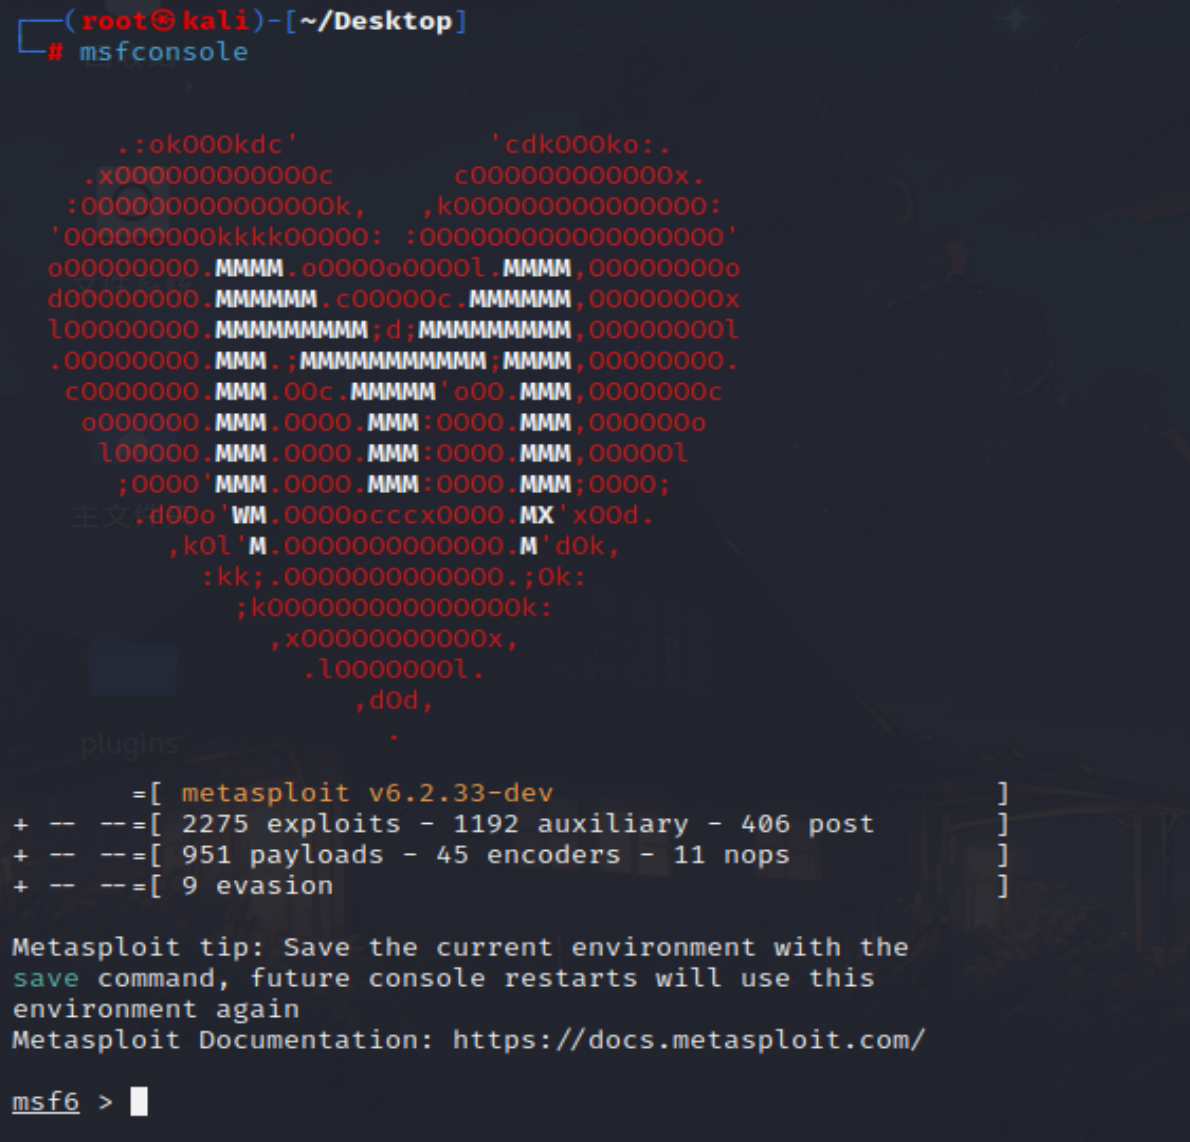 ┌──(root㉿kali)-[~/Desktop]
└─# msfconsole
.:okOOOkdc'           'cdkOOOko:.
.xOOOOOOOOOOOOc       cOOOOOOOOOOOOx.
:OOOOOOOOOOOOOOOk,   ,kOOOOOOOOOOOOOOO:
'OOOOOOOOOkkkkOOOOO: :OOOOOOOOOOOOOOOOOO'
oOOOOOOOO.MMMM.oOOOOoOOOOl.MMMM,OOOOOOOOo
dOOOOOOOO.MMMMMM.cOOOOOc.MMMMMM,OOOOOOOOx
lOOOOOOOO.MMMMMMMMM;d;MMMMMMMMM,OOOOOOOOl
.OOOOOOOO.MMM.;MMMMMMMMMMM;MMMM,OOOOOOOO.
cOOOOOOO.MMM.OOc.MMMMM'oOO.MMM,OOOOOOOc
oOOOOOO.MMM.OOOO.MMM:OOOO.MMM,OOOOOOo
lOOOOO.MMM.OOOO.MMM:OOOO.MMM,OOOOOl
;OOOO'MMM.OOOO.MMM:OOOO.MMM;OOOO;
.dOOo'WM.OOOOocccxOOOO.MX'xOOd.
,kOl'M.OOOOOOOOOOOOO.M'dOk,
:kk;.OOOOOOOOOOOOO.;Ok:
;kOOOOOOOOOOOOOOOk:
,xOOOOOOOOOOOx,
.lOOOOOOOl.
,dOd,
.
plugins
=[ metasploit v6.2.33-dev                          ]
+ -- --=[ 2275 exploits - 1192 auxiliary - 406 post       ]
+ -- --=[ 951 payloads - 45 encoders - 11 nops            ]
+ -- --=[ 9 evasion                                       ]
Metasploit tip: Save the current environment with the
save command, future console restarts will use this
environment again
Metasploit Documentation: https://docs.metasploit.com/
msf6 >